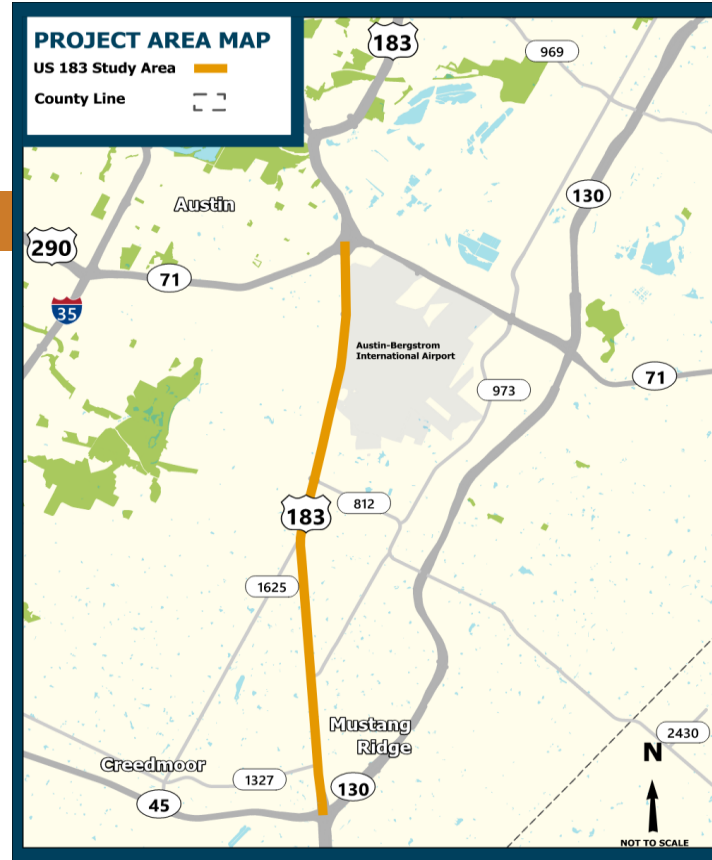 PROJECT AREA MAP
US 183 Study Area
County Line
183
969
Austin
130
290
71
35
Austin-Bergstrom
International Airport
71
973
812
183
1625
Mustang
Ridge
2430
N
Creedmoor
1327
130
45
NOT TO SCALE